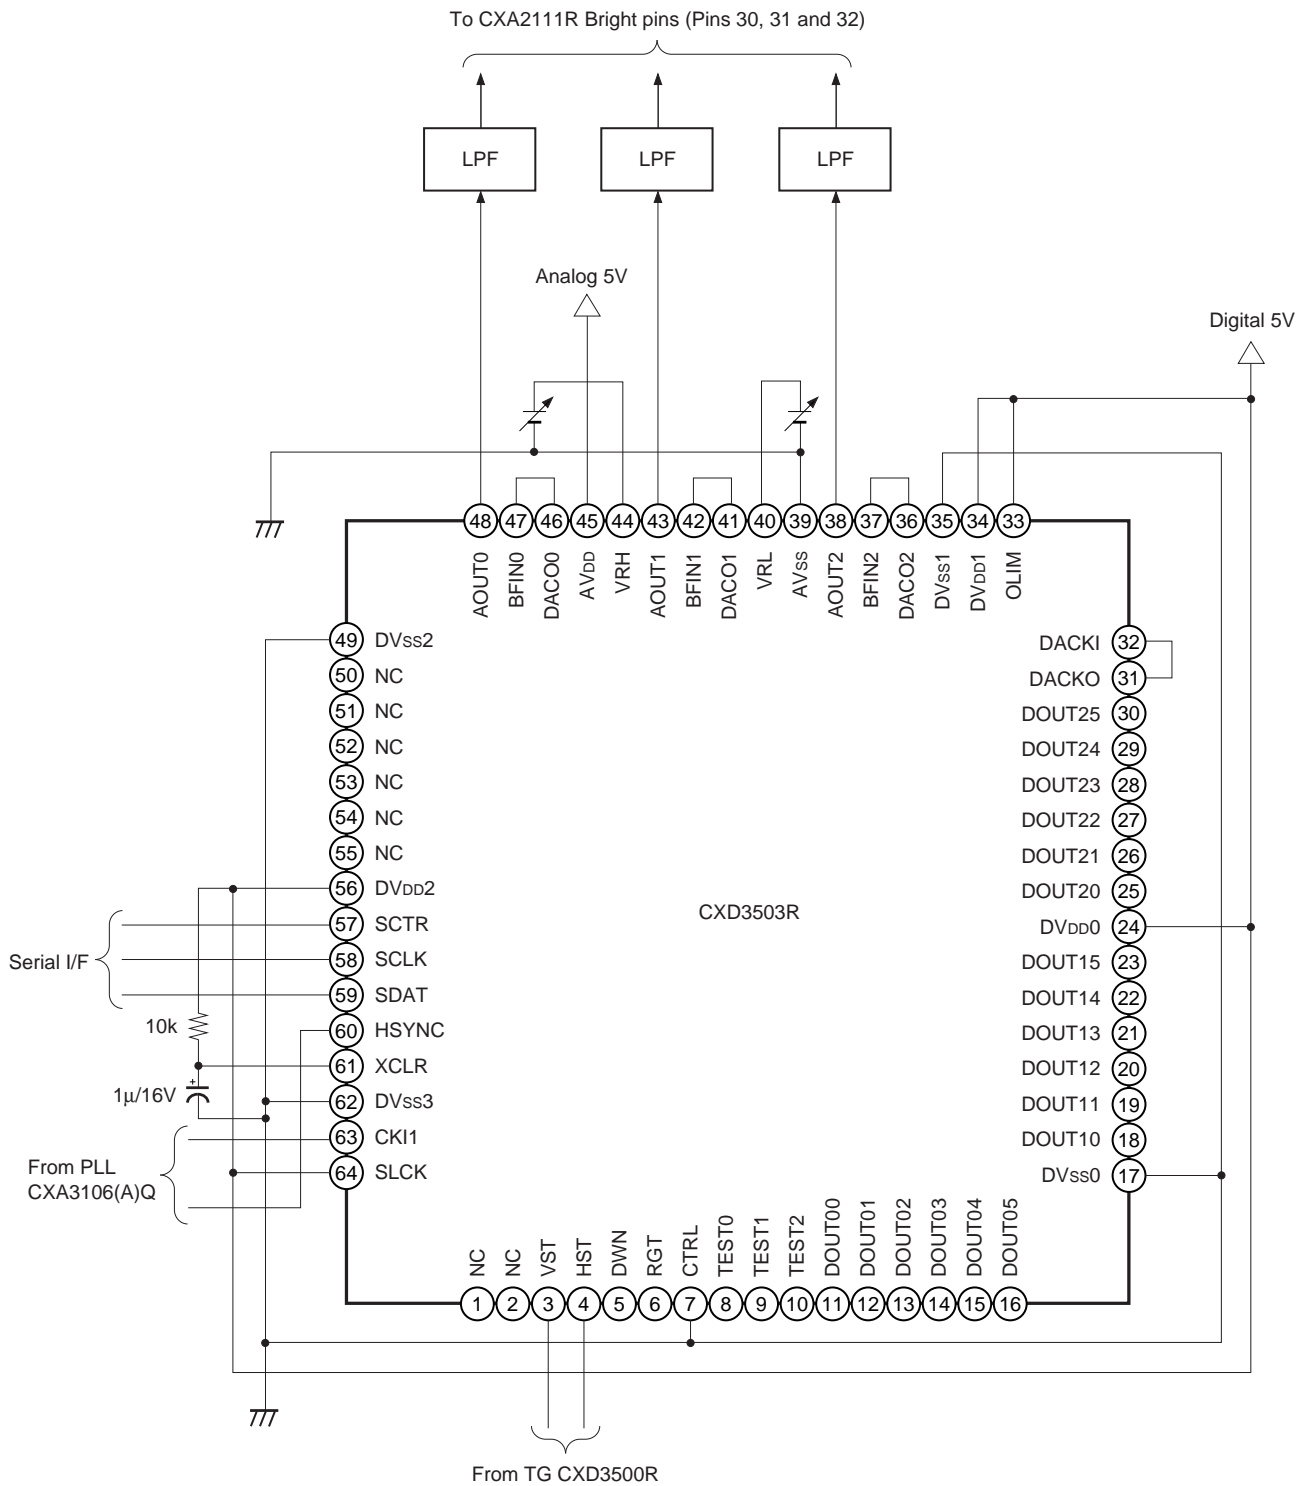 To CXA2111R Bright pins (Pins 30, 31 and 32)
LPF LPF LPF
Analog 5V
Digital 5V
48 47 46 45 44 43 42 41 40 39 38 37 36 35 34 33
AOUT0 BFIN0 DACO0 AVDD VRH AOUT1 BFIN1 DACO1 VRL AVss AOUT2 BFIN2 DACO2 DVss1 DVDD1 OLIM
49 DVss2
50 NC
51 NC
52 NC
53 NC
54 NC
55 NC
56 DVDD2
57 SCTR
58 SCLK
59 SDAT
60 HSYNC
61 XCLR
62 DVss3
63 CKI1
64 SLCK
Serial I/F
10k
1µ/16V
+
From PLL
CXA3106(A)Q
CXD3503R
DACKI 32
DACKO 31
DOUT25 30
DOUT24 29
DOUT23 28
DOUT22 27
DOUT21 26
DOUT20 25
DVDD0 24
DOUT15 23
DOUT14 22
DOUT13 21
DOUT12 20
DOUT11 19
DOUT10 18
DVss0 17
NC NC VST HST DWN RGT CTRL TEST0 TEST1 TEST2 DOUT00 DOUT01 DOUT02 DOUT03 DOUT04 DOUT05
1 2 3 4 5 6 7 8 9 10 11 12 13 14 15 16
From TG CXD3500R